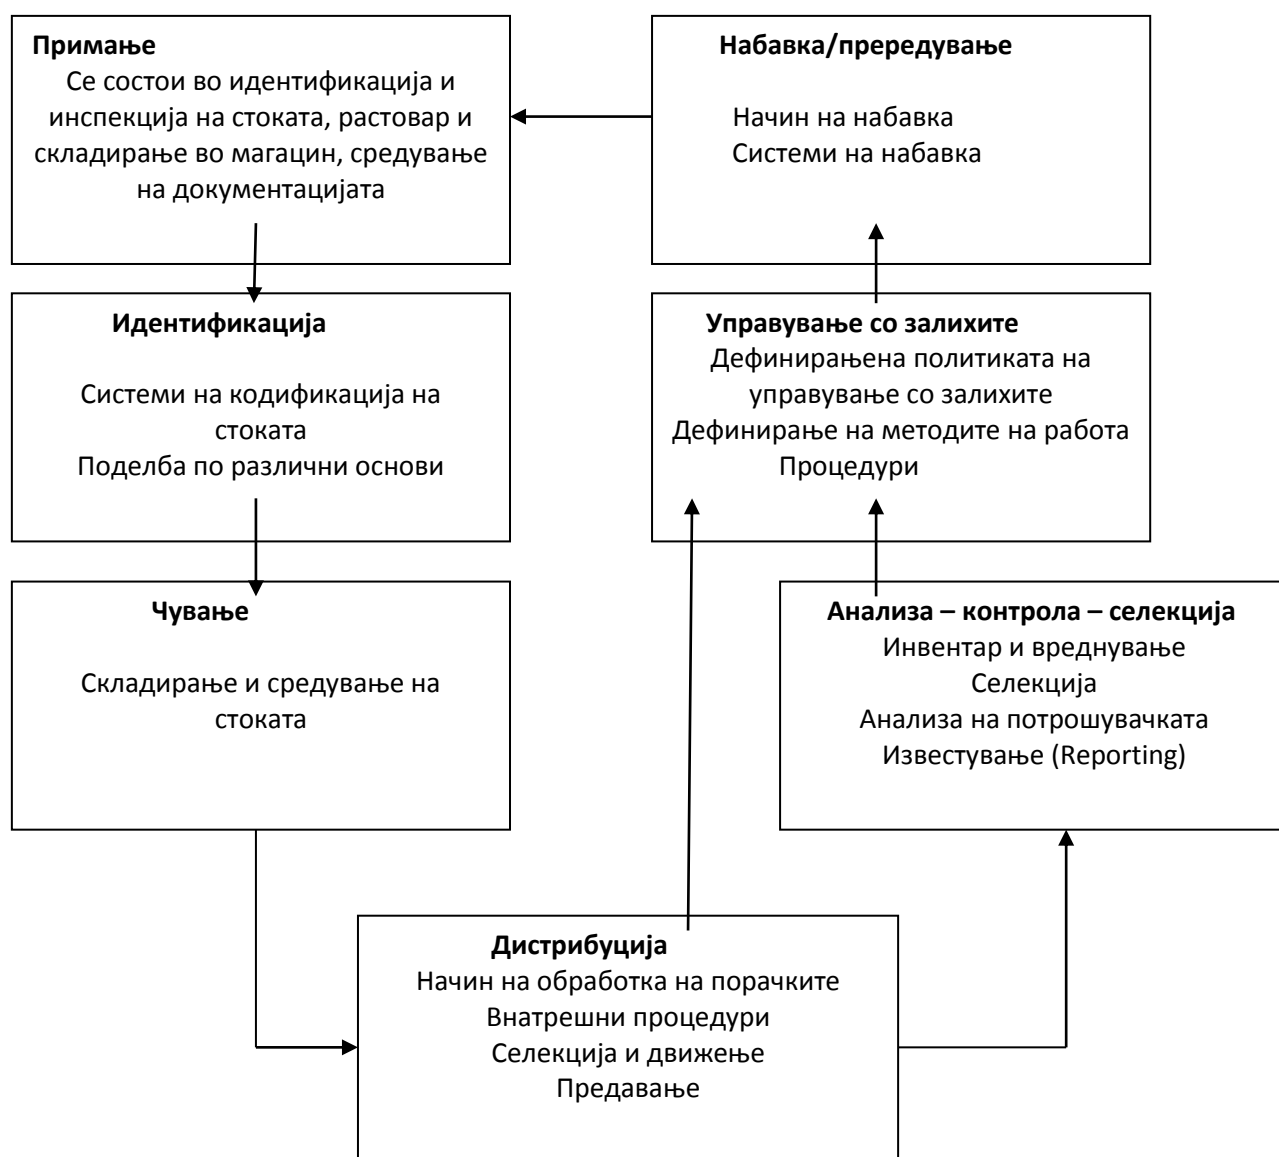 Примање
Се состои во идентификација и
инспекција на стоката, растовар и
складирање во магацин, средување
на документацијата
Набавка/прередување
Начин на набавка
Системи на набавка
Идентификација
Системи на кодификација на
стоката
Поделба по различни основи
Управување со залихите
Дефинирањена политиката на
управување со залихите
Дефинирање на методите на работа
Процедури
Чување
Складирање и средување на
стоката
Анализа – контрола – селекција
Инвентар и вреднување
Селекција
Анализа на потрошувачката
Известување (Reporting)
Дистрибуција
Начин на обработка на порачките
Внатрешни процедури
Селекција и движење
Предавање